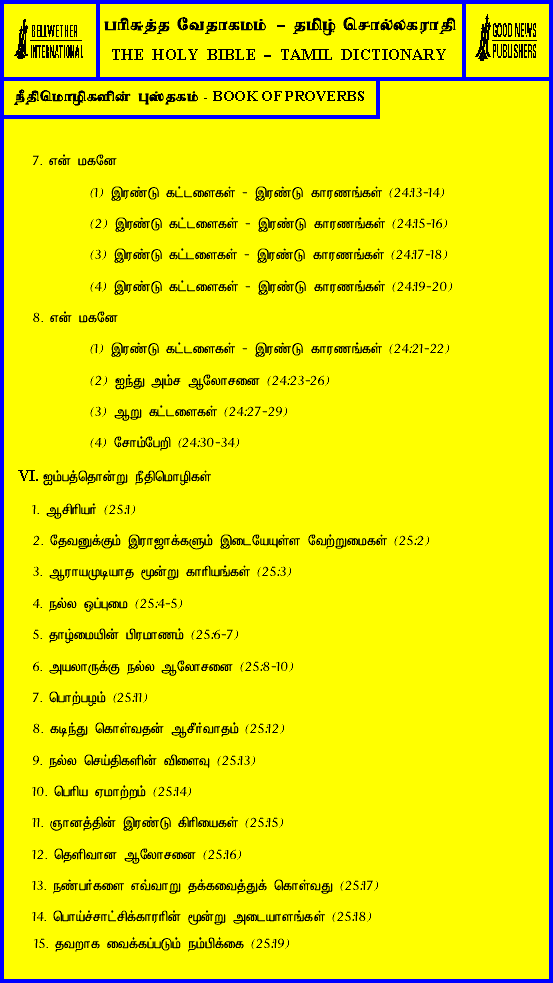 BELLWETHER
INTERNATIONAL
பரிசுத்த வேதாகமம் – தமிழ் சொல்லகராதி
THE HOLY BIBLE – TAMIL DICTIONARY
GOOD NEWS
PUBLISHERS
நீதிமொழிகளின் புஸ்தகம் - BOOK OF PROVERBS
7. என் மகனே
(1) இரண்டு கட்டளைகள் - இரண்டு காரணங்கள் (24:13-14)
(2) இரண்டு கட்டளைகள் - இரண்டு காரணங்கள் (24:15-16)
(3) இரண்டு கட்டளைகள் - இரண்டு காரணங்கள் (24:17-18)
(4) இரண்டு கட்டளைகள் - இரண்டு காரணங்கள் (24:19-20)
8. என் மகனே
(1) இரண்டு கட்டளைகள் - இரண்டு காரணங்கள் (24:21-22)
(2) ஐந்து அம்ச ஆலோசனை (24:23-26)
(3) ஆறு கட்டளைகள் (24:27-29)
(4) சோம்பேறி (24:30-34)
VI. ஐம்பத்தொன்று நீதிமொழிகள்
1. ஆசிரியர் (25:1)
2. தேவனுக்கும் இராஜாக்களும் இடையேயுள்ள வேற்றுமைகள் (25:2)
3. ஆராயமுடியாத மூன்று காரியங்கள் (25:3)
4. நல்ல ஒப்புமை (25:4-5)
5. தாழ்மையின் பிரமாணம் (25:6-7)
6. அயலாருக்கு நல்ல ஆலோசனை (25:8-10)
7. பொற்பழம் (25:11)
8. கடிந்து கொள்வதன் ஆசீர்வாதம் (25:12)
9. நல்ல செய்திகளின் விளைவு (25:13)
10. பெரிய ஏமாற்றம் (25:14)
11. ஞானத்தின் இரண்டு கிரியைகள் (25:15)
12. தெளிவான ஆலோசனை (25:16)
13. நண்பர்களை எவ்வாறு தக்கவைத்துக் கொள்வது (25:17)
14. பொய்ச்சாட்சிக்காரரின் மூன்று அடையாளங்கள் (25:18)
15. தவறாக வைக்கப்படும் நம்பிக்கை (25:19)